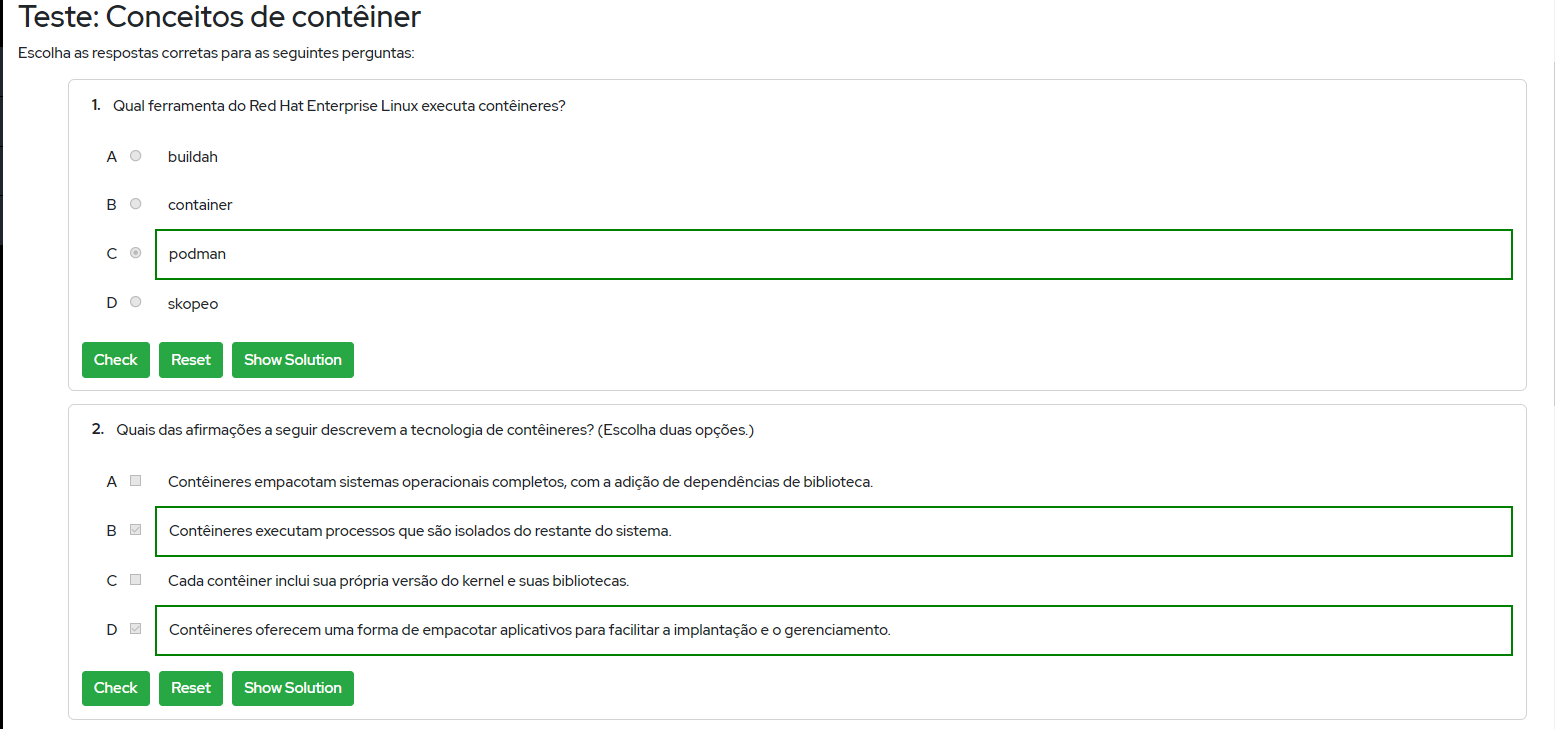 Teste: Conceitos de contêiner
Escolha as respostas corretas para as seguintes perguntas:
1. Qual ferramenta do Red Hat Enterprise Linux executa contêineres?
A buildah
B container
C podman
D skopeo
Check Reset Show Solution
2. Quais das afirmações a seguir descrevem a tecnologia de contêineres? (Escolha duas opções.)
A Contêineres empacotam sistemas operacionais completos, com a adição de dependências de biblioteca.
B Contêineres executam processos que são isolados do restante do sistema.
C Cada contêiner inclui sua própria versão do kernel e suas bibliotecas.
D Contêineres oferecem uma forma de empacotar aplicativos para facilitar a implantação e o gerenciamento.
Check Reset Show Solution